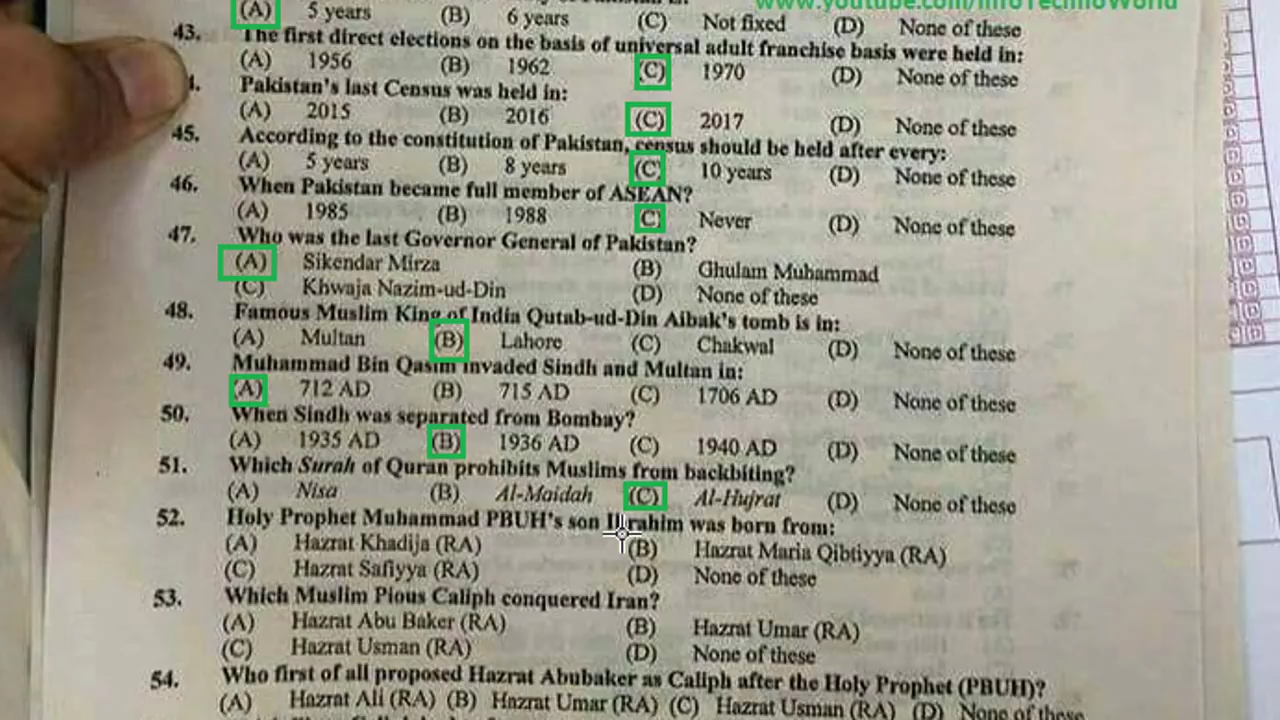 www.youtube.com/InfoTechnoWorld
(A) 5 years (B) 6 years (C) Not fixed (D) None of these
43. The first direct elections on the basis of universal adult franchise basis were held in:
(A) 1956 (B) 1962 (C) 1970 (D) None of these
Pakistan's last Census was held in:
(A) 2015 (B) 2016 (C) 2017 (D) None of these
45. According to the constitution of Pakistan, census should be held after every:
(A) 5 years (B) 8 years (C) 10 years (D) None of these
46. When Pakistan became full member of ASEAN?
(A) 1985 (B) 1988 (C) Never (D) None of these
47. Who was the last Governor General of Pakistan?
(A) Sikendar Mirza (B) Ghulam Muhammad
(C) Khwaja Nazim-ud-Din (D) None of these
48. Famous Muslim King of India Qutab-ud-Din Aibak's tomb is in:
(A) Multan (B) Lahore (C) Chakwal (D) None of these
49. Muhammad Bin Qasim invaded Sindh and Multan in:
(A) 712 AD (B) 715 AD (C) 1706 AD (D) None of these
50. When Sindh was separated from Bombay?
(A) 1935 AD (B) 1936 AD (C) 1940 AD (D) None of these
51. Which Surah of Quran prohibits Muslims from backbiting?
(A) Nisa (B) Al-Maidah (C) Al-Hujrat (D) None of these
52. Holy Prophet Muhammad PBUH's son Ibrahim was born from:
(A) Hazrat Khadija (RA) (B) Hazrat Maria Qibtiyya (RA)
(C) Hazrat Safiyya (RA) (D) None of these
53. Which Muslim Pious Caliph conquered Iran?
(A) Hazrat Abu Baker (RA) (B) Hazrat Umar (RA)
(C) Hazrat Usman (RA) (D) None of these
54. Who first of all proposed Hazrat Abubaker as Caliph after the Holy Prophet (PBUH)?
(A) Hazrat Ali (RA) (B) Hazrat Umar (RA) (C) Hazrat Usman (RA) (D) None of these